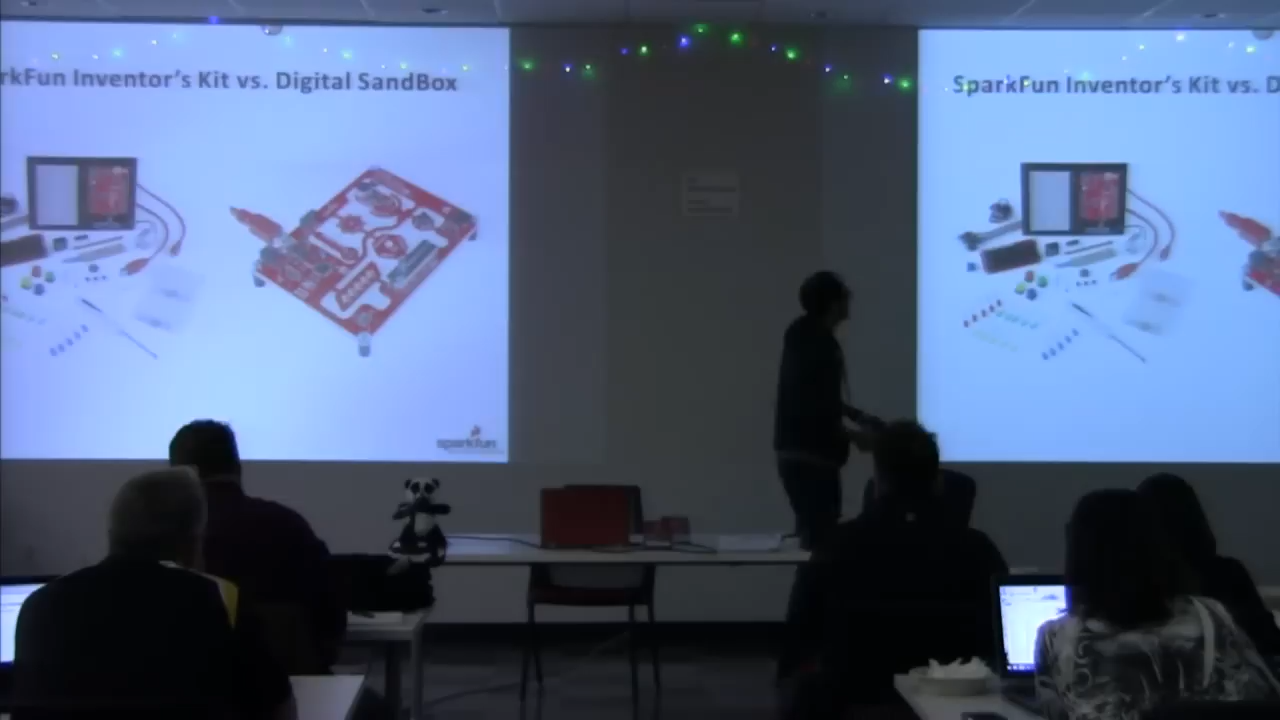 rkFun Inventor's Kit vs. Digital SandBox
sparkfun
SparkFun Inventor's Kit vs. D